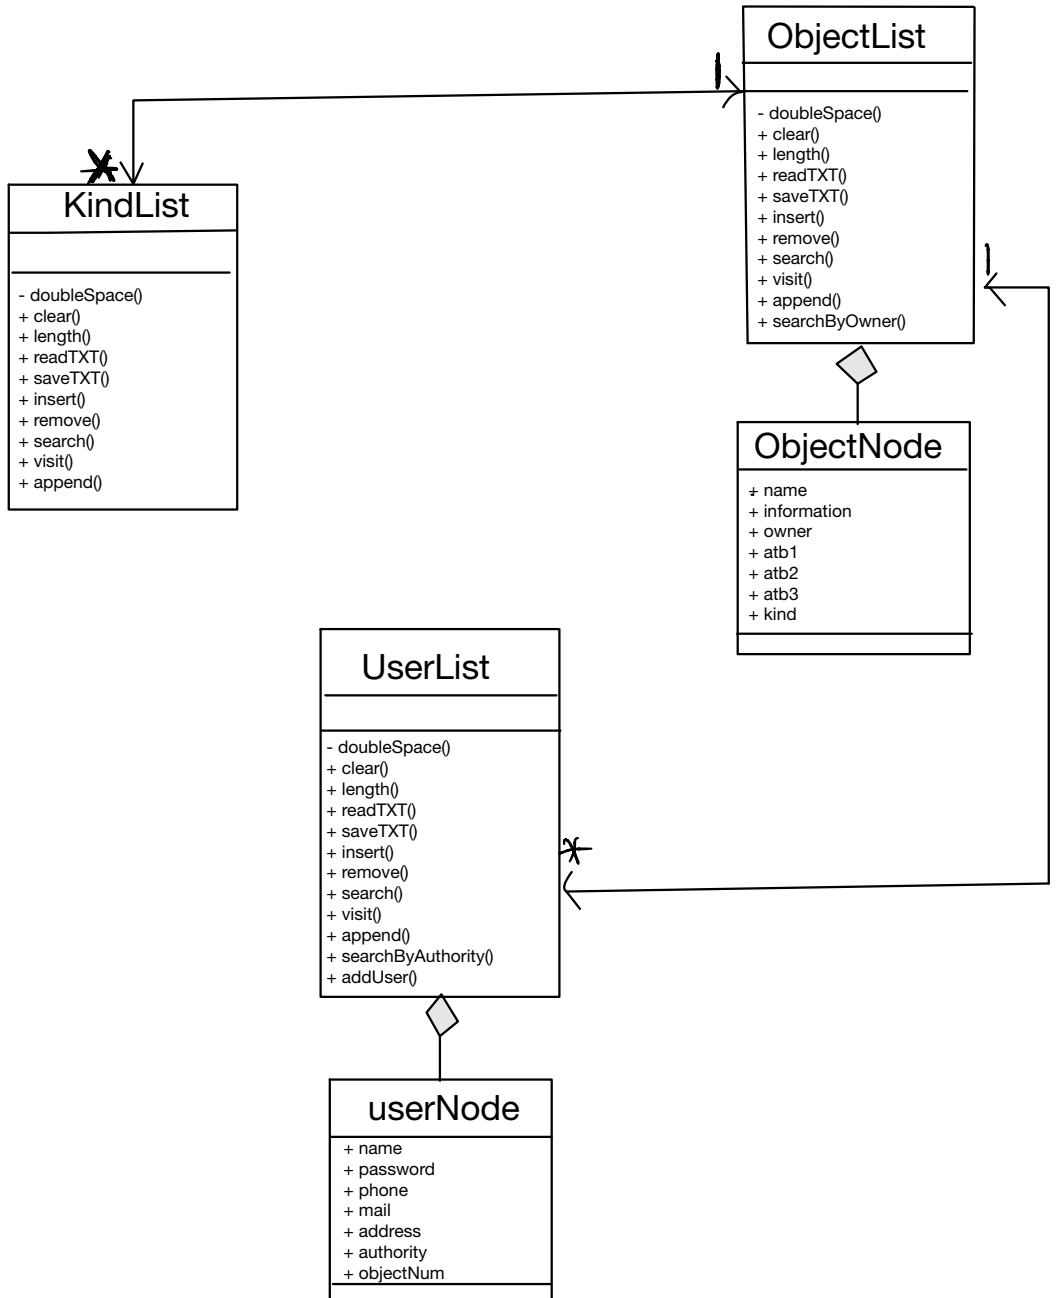 ObjectList
- doubleSpace()
+ clear()
+ length()
+ readTXT()
+ saveTXT()
+ insert()
+ remove()
+ search()
+ visit()
+ append()
+ searchByOwner()
1
*
1
KindList
- doubleSpace()
+ clear()
+ length()
+ readTXT()
+ saveTXT()
+ insert()
+ remove()
+ search()
+ visit()
+ append()
ObjectNode
+ name
+ information
+ owner
+ atb1
+ atb2
+ atb3
+ kind
UserList
- doubleSpace()
+ clear()
+ length()
+ readTXT()
+ saveTXT()
+ insert()
+ remove()
+ search()
+ visit()
+ append()
+ searchByAuthority()
+ addUser()
*
userNode
+ name
+ password
+ phone
+ mail
+ address
+ authority
+ objectNum